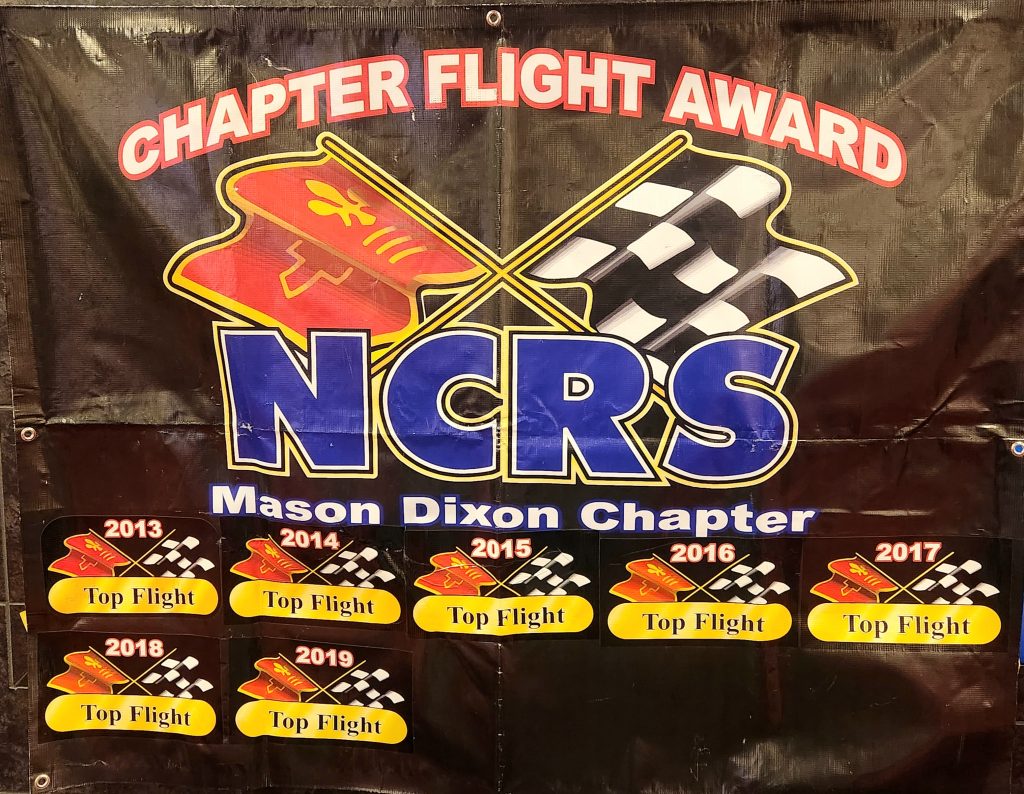 CHAPTER FLIGHT AWARD
NCRS
Mason Dixon Chapter
2013
Top Flight
2014
Top Flight
2015
Top Flight
2016
Top Flight
2017
Top Flight
2018
Top Flight
2019
Top Flight